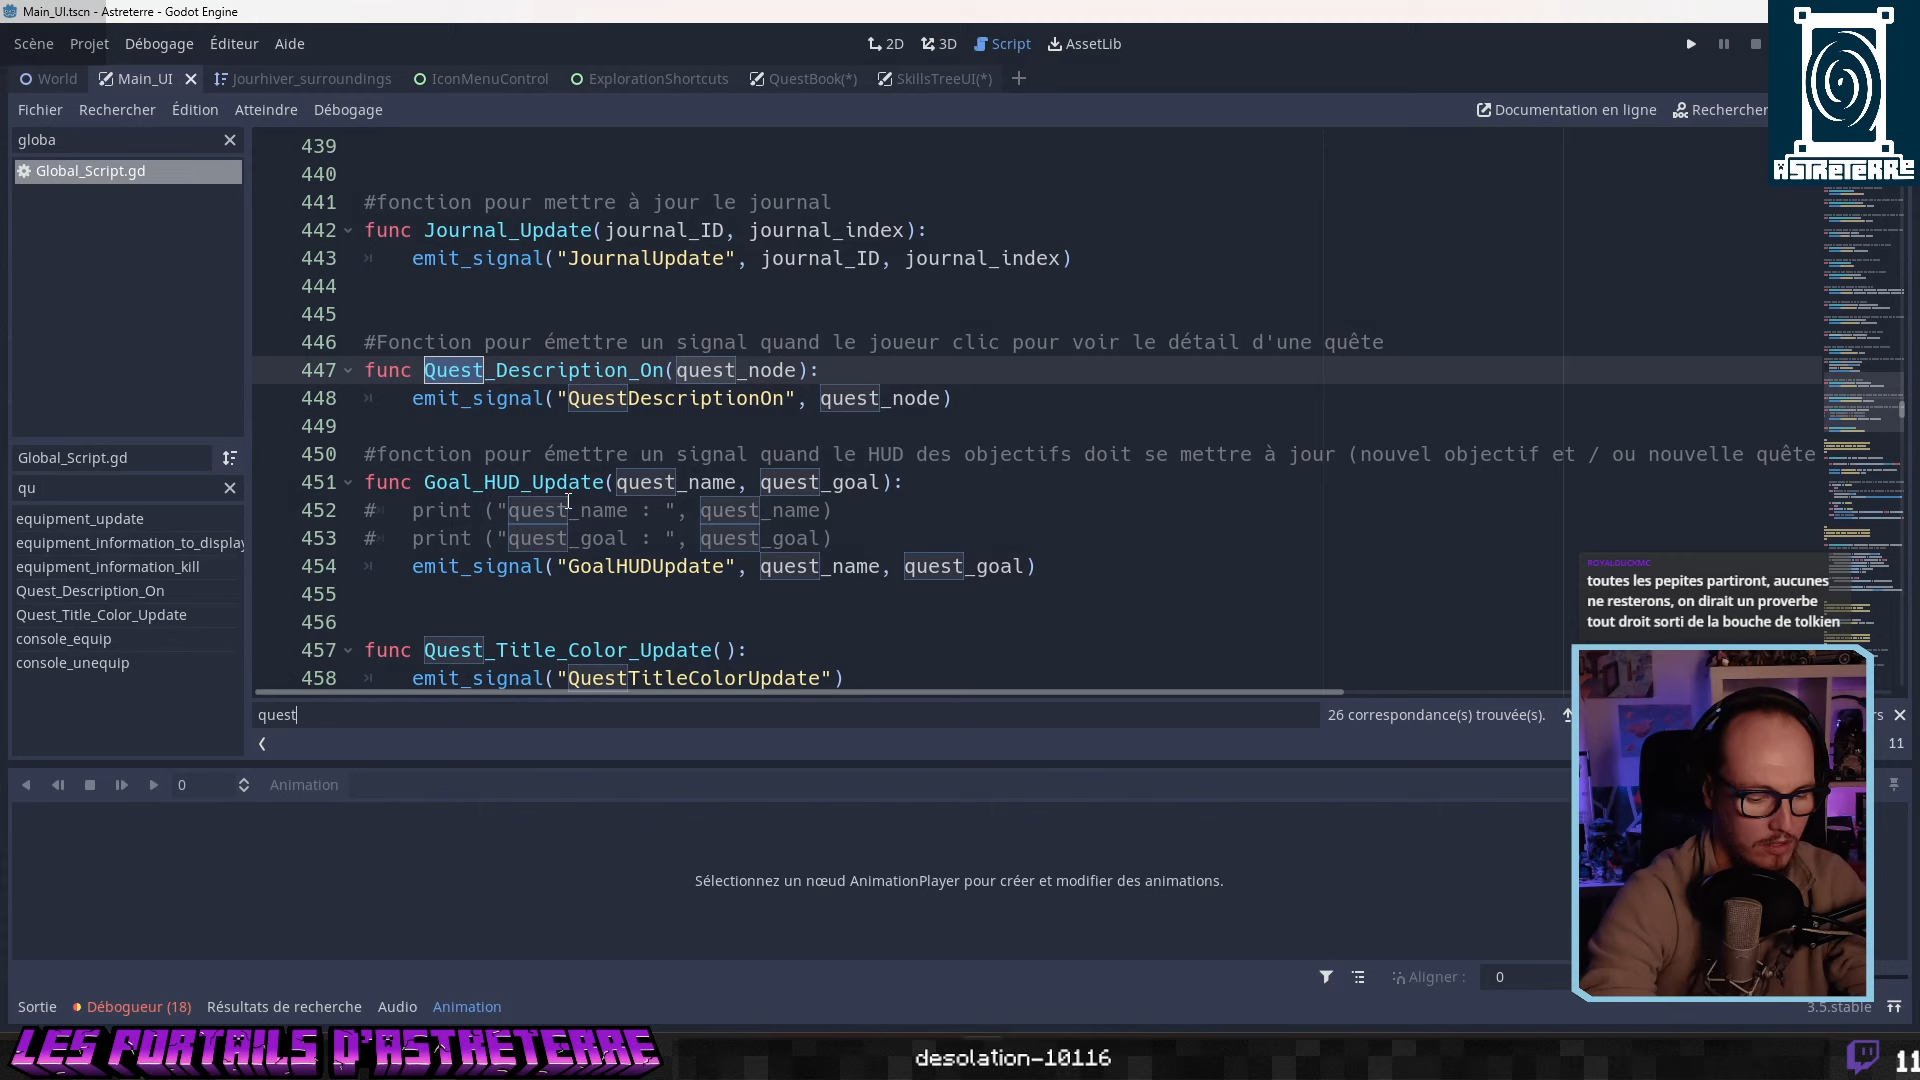 Main_UI.tscn - Astreterre - Godot Engine
Scène Projet Débogage Éditeur Aide
2D 3D Script AssetLib
World Main_UI Jourhiver_surroundings IconMenuControl ExplorationShortcuts QuestBook(*) SkillsTreeUI(*)
Fichier Rechercher Édition Atteindre Débogage
Documentation en ligne Rechercher
ASTRETERRE
globa
Global_Script.gd
Global_Script.gd
qu
equipment_update
equipment_information_to_display
equipment_information_kill
Quest_Description_On
Quest_Title_Color_Update
console_equip
console_unequip
439
440
441 #fonction pour mettre à jour le journal
442 func Journal_Update(journal_ID, journal_index):
443 emit_signal("JournalUpdate", journal_ID, journal_index)
444
445
446 #Fonction pour émettre un signal quand le joueur clic pour voir le détail d'une quête
447 func Quest_Description_On(quest_node):
448 emit_signal("QuestDescriptionOn", quest_node)
449
450 #fonction pour émettre un signal quand le HUD des objectifs doit se mettre à jour (nouvel objectif et / ou nouvelle quête
451 func Goal_HUD_Update(quest_name, quest_goal):
452 # print ("quest_name : ", quest_name)
453 # print ("quest_goal : ", quest_goal)
454 emit_signal("GoalHUDUpdate", quest_name, quest_goal)
455
456
457 func Quest_Title_Color_Update():
458 emit_signal("QuestTitleColorUpdate")
quest
26 correspondance(s) trouvée(s).
rs
11
ROYALDUCKMC
toutes les pepites partiront, aucunes
ne resterons, on dirait un proverbe
tout droit sorti de la bouche de tolkien
0 Animation
Sélectionnez un nœud AnimationPlayer pour créer et modifier des animations.
Aligner : 0
Sortie Débogueur (18) Résultats de recherche Audio Animation
3.5.stable
LES PORTAILS D'ASTRETERRE
desolation-10116
11